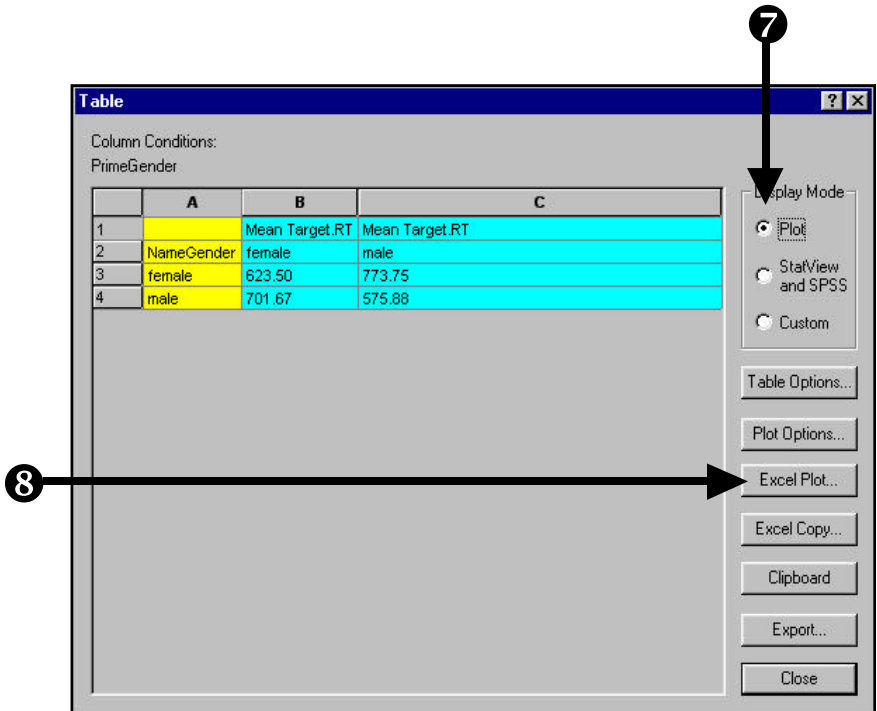 7
Table
Column Conditions:
PrimeGender
A B C
1 Mean Target.RT Mean Target.RT
2 NameGender female male
3 female 623.50 773.75
4 male 701.67 575.88
Display Mode
Plot
StatView
and SPSS
Custom
Table Options...
Plot Options...
8
Excel Plot...
Excel Copy...
Clipboard
Export...
Close